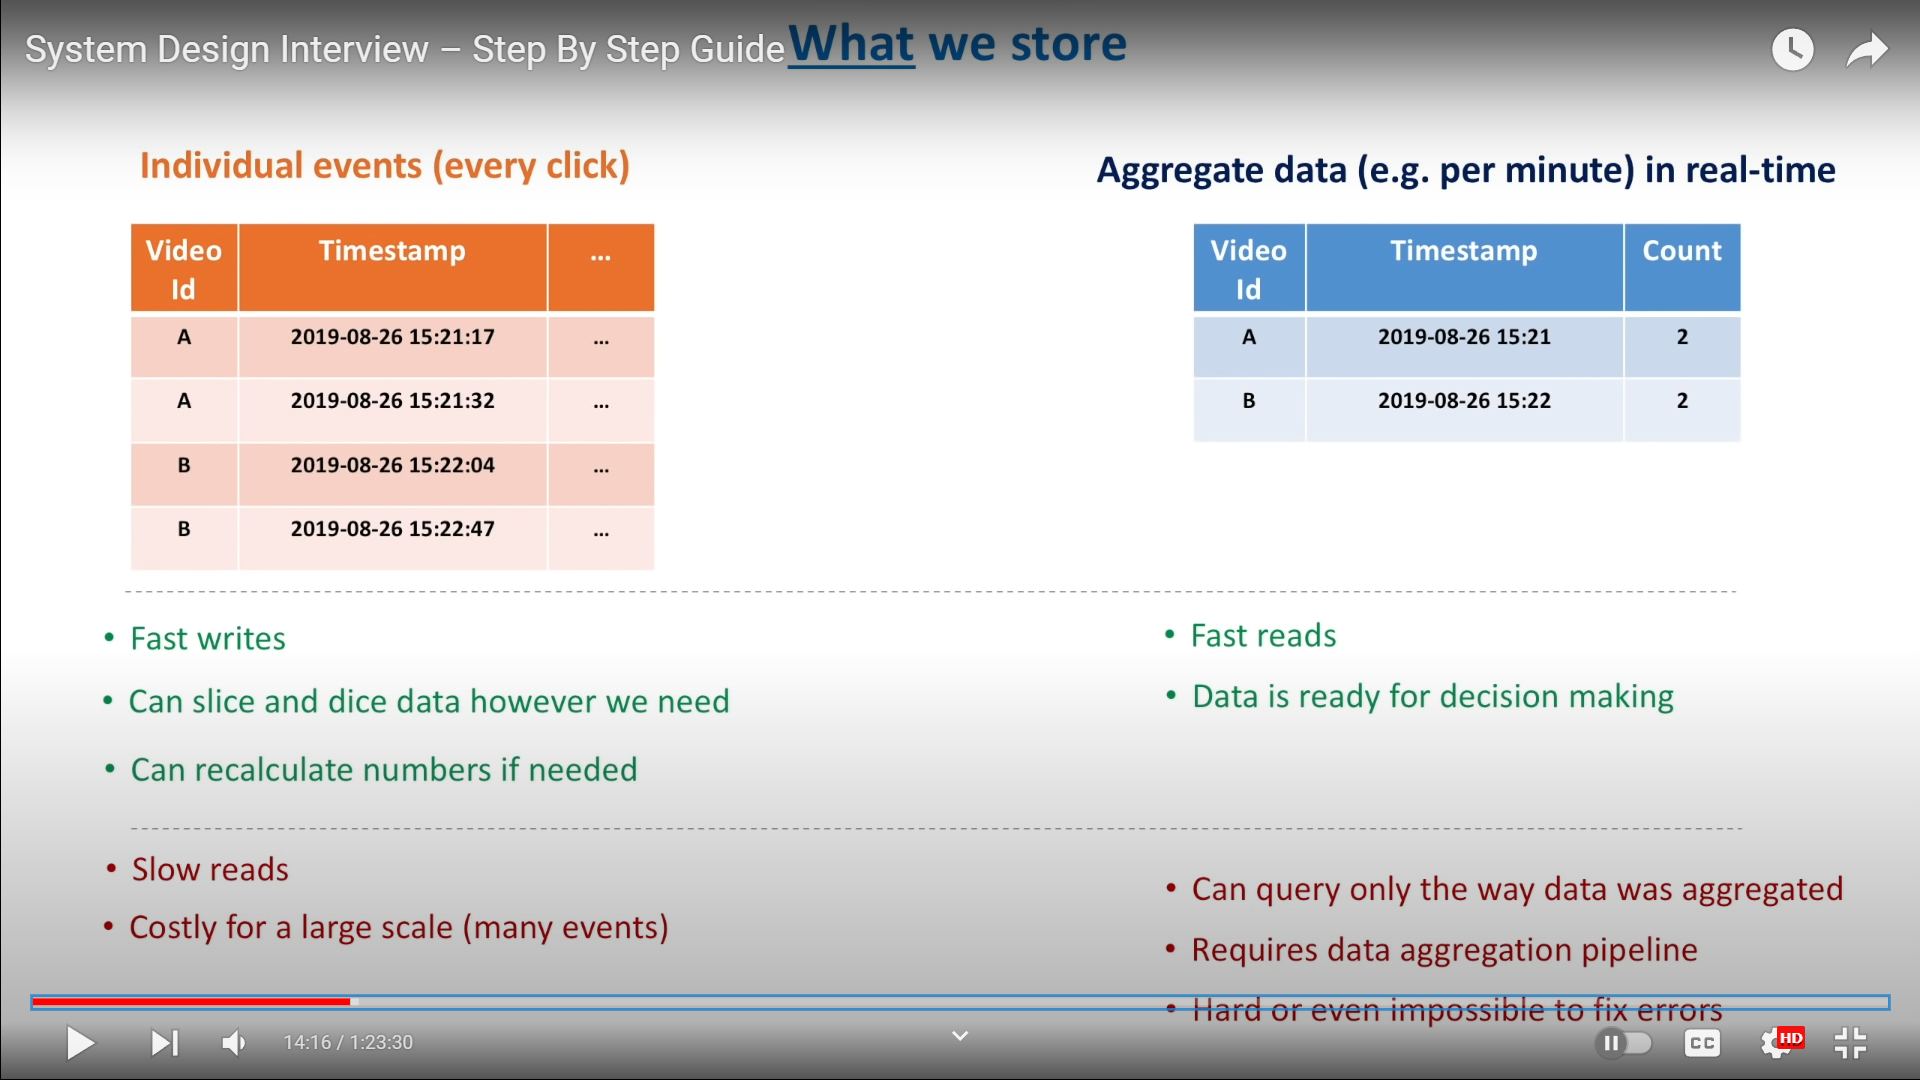 System Design Interview – Step By Step Guide
What we store
Individual events (every click)
Video Id Timestamp ...
A 2019-08-26 15:21:17 ...
A 2019-08-26 15:21:32 ...
B 2019-08-26 15:22:04 ...
B 2019-08-26 15:22:47 ...
Aggregate data (e.g. per minute) in real-time
Video Id Timestamp Count
A 2019-08-26 15:21 2
B 2019-08-26 15:22 2
• Fast writes
• Can slice and dice data however we need
• Can recalculate numbers if needed
• Fast reads
• Data is ready for decision making
• Slow reads
• Costly for a large scale (many events)
• Can query only the way data was aggregated
• Requires data aggregation pipeline
• Hard or even impossible to fix errors
14:16 / 1:23:30
CC
HD